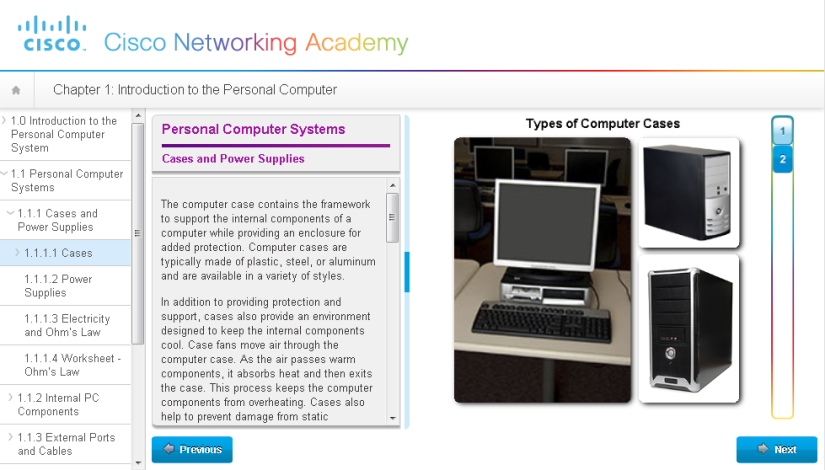 CISCO. Cisco Networking Academy
Chapter 1: Introduction to the Personal Computer
1.0 Introduction to the
Personal Computer
System
1.1 Personal Computer
Systems
1.1.1 Cases and
Power Supplies
1.1.1.1 Cases
1.1.1.2 Power
Supplies
1.1.1.3 Electricity
and Ohm's Law
1.1.1.4 Worksheet -
Ohm's Law
1.1.2 Internal PC
Components
1.1.3 External Ports
and Cables
Personal Computer Systems
Cases and Power Supplies
The computer case contains the framework
to support the internal components of a
computer while providing an enclosure for
added protection. Computer cases are
typically made of plastic, steel, or aluminum
and are available in a variety of styles.
In addition to providing protection and
support, cases also provide an environment
designed to keep the internal components
cool. Case fans move air through the
computer case. As the air passes warm
components, it absorbs heat and then exits
the case. This process keeps the computer
components from overheating. Cases also
help to prevent damage from static
Types of Computer Cases
1
2
Previous
Next